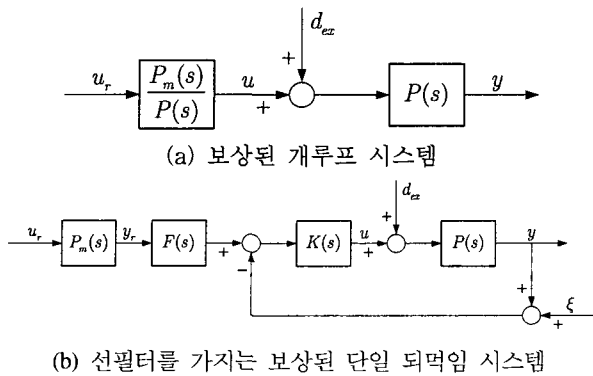 d_ex
+
u_r
P_m(s)
P(s)
u
+
P(s)
y
(a) 보상된 개루프 시스템
d_ex
u_r
P_m(s)
y_r
F(s)
+
−
K(s)
u
+
+
P(s)
y
+
+
ξ
(b) 선필터를 가지는 보상된 단일 되먹임 시스템